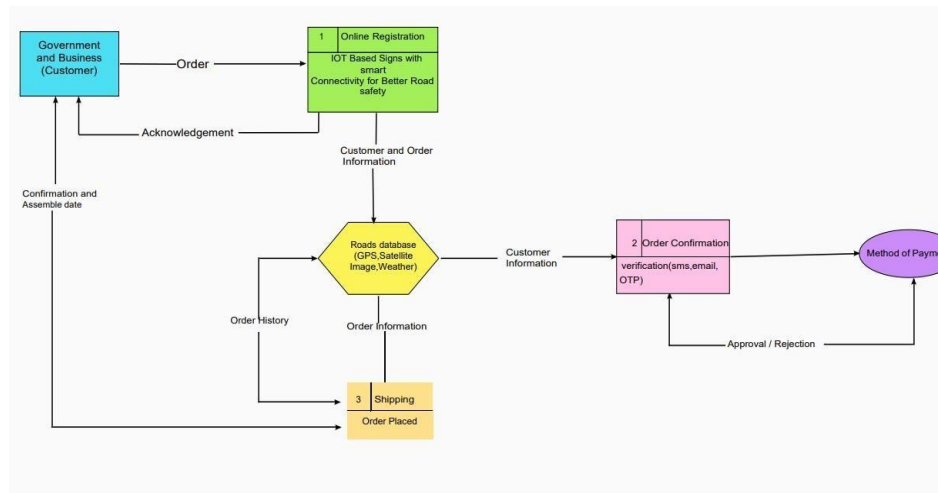 Government
and Business
(Customer)
Order
1 Online Registration
IOT Based Signs with
smart
Connectivity for Better Road
safety
Acknowledgement
Customer and Order
Information
Confirmation and
Assemble date
Roads database
(GPS,Satellite
Image,Weather)
Customer
Information
2 Order Confirmation
verification(sms,email,
OTP)
Method of Payme
Order History
Order Information
Approval / Rejection
3 Shipping
Order Placed